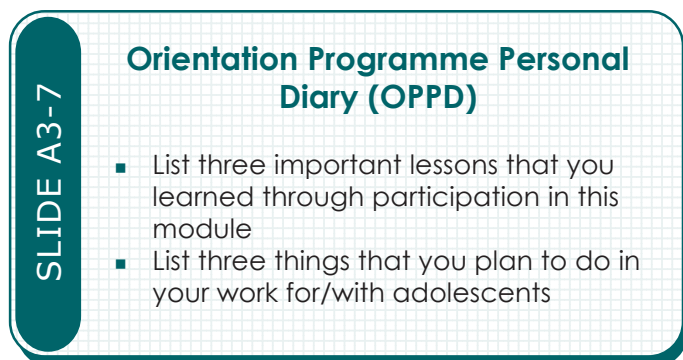 SLIDE A3-7
Orientation Programme Personal
Diary (OPPD)
▪ List three important lessons that you
learned through participation in this
module
▪ List three things that you plan to do in
your work for/with adolescents